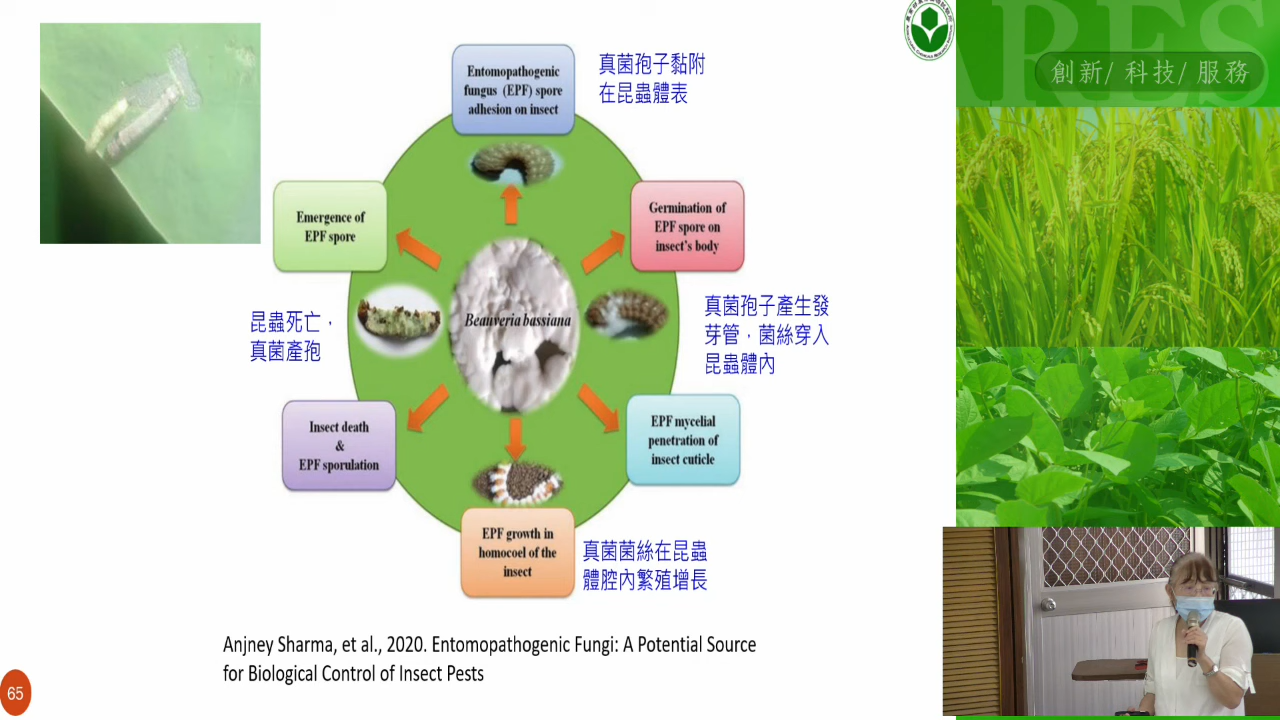 ARES
創新/ 科技/ 服務
Entomopathogenic
fungus (EPF) spore
adhesion on insect
真菌孢子黏附
在昆蟲體表
Emergence of
EPF spore
Germination of
EPF spore on
insect's body
Beauveria bassiana
昆蟲死亡，
真菌產孢
真菌孢子產生發
芽管，菌絲穿入
昆蟲體內
Insect death
&
EPF sporulation
EPF mycelial
penetration of
insect cuticle
EPF growth in
homocoel of the
insect
真菌菌絲在昆蟲
體腔內繁殖增長
Anjney Sharma, et al., 2020. Entomopathogenic Fungi: A Potential Source
for Biological Control of Insect Pests
65